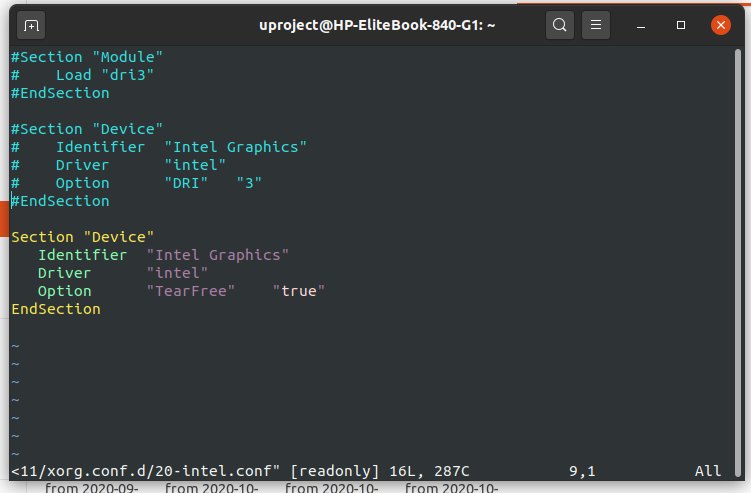 uproject@HP-EliteBook-840-G1: ~
#Section "Module"
#    Load "dri3"
#EndSection
#Section "Device"
#    Identifier  "Intel Graphics"
#    Driver      "intel"
#    Option      "DRI"   "3"
#EndSection
Section "Device"
   Identifier  "Intel Graphics"
   Driver      "intel"
   Option      "TearFree"    "true"
EndSection
~
~
~
~
~
~
~
<11/xorg.conf.d/20-intel.conf" [readonly] 16L, 287C           9,1           All
from 2020-09-   from 2020-10-   from 2020-10-   from 2020-10-